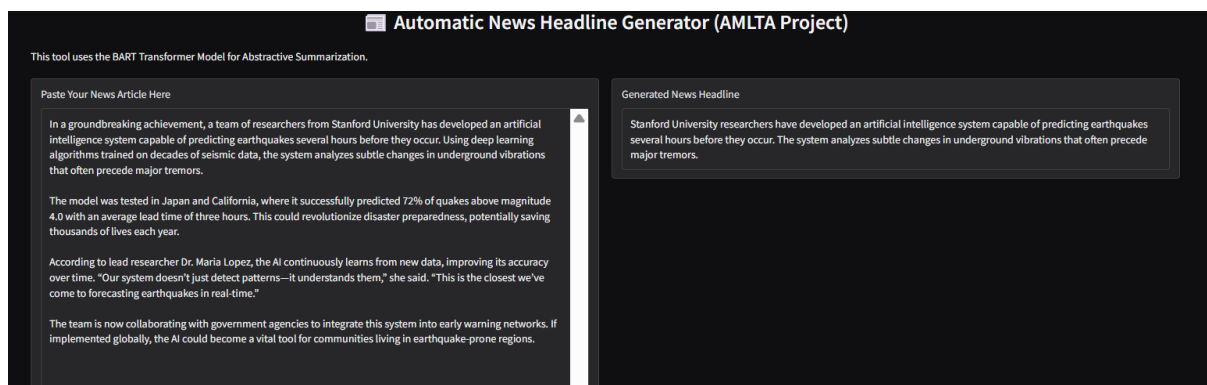 Automatic News Headline Generator (AMLTA Project)
This tool uses the BART Transformer Model for Abstractive Summarization.
Paste Your News Article Here
In a groundbreaking achievement, a team of researchers from Stanford University has developed an artificial
intelligence system capable of predicting earthquakes several hours before they occur. Using deep learning
algorithms trained on decades of seismic data, the system analyzes subtle changes in underground vibrations
that often precede major tremors.
The model was tested in Japan and California, where it successfully predicted 72% of quakes above magnitude
4.0 with an average lead time of three hours. This could revolutionize disaster preparedness, potentially saving
thousands of lives each year.
According to lead researcher Dr. Maria Lopez, the AI continuously learns from new data, improving its accuracy
over time. “Our system doesn’t just detect patterns—it understands them,” she said. “This is the closest we’ve
come to forecasting earthquakes in real-time.”
The team is now collaborating with government agencies to integrate this system into early warning networks. If
implemented globally, the AI could become a vital tool for communities living in earthquake-prone regions.
Generated News Headline
Stanford University researchers have developed an artificial intelligence system capable of predicting earthquakes
several hours before they occur. The system analyzes subtle changes in underground vibrations that often precede
major tremors.